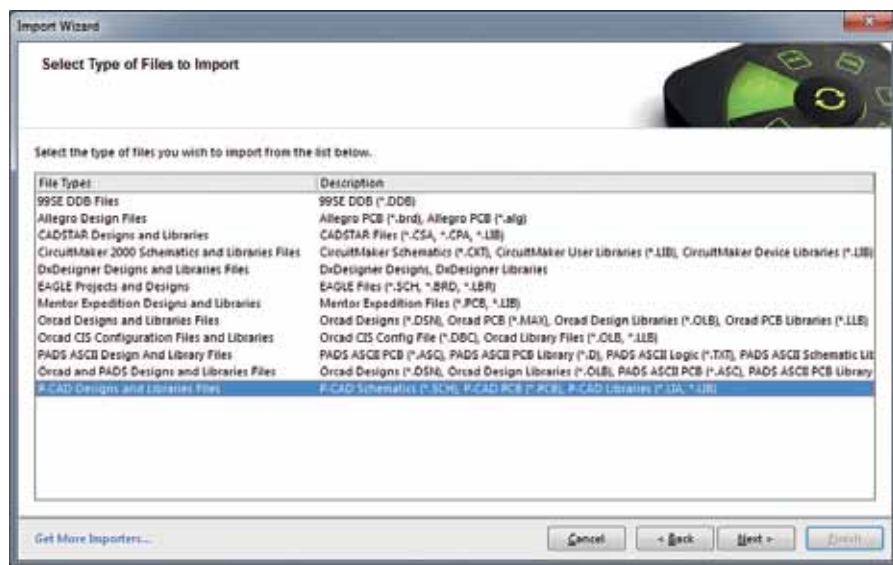 Import Wizard
Select Type of Files to Import
Select the type of files you wish to import from the list below.
File Types Description
99SE DDB Files 99SE DDB (*.DDB)
Allegro Design Files Allegro PCB (*.brd), Allegro PCB (*.alg)
CADSTAR Designs and Libraries CADSTAR Files (*.CSA, *.CPA, *.LIB)
CircuitMaker 2000 Schematics and Libraries Files CircuitMaker Schematics (*.CKT), CircuitMaker User Libraries (*.LIB), CircuitMaker Device Libraries (*.LIB)
DxDesigner Designs and Libraries Files DxDesigner Designs, DxDesigner Libraries
EAGLE Projects and Designs EAGLE Files (*.SCH, *.BRD, *.LBR)
Mentor Expedition Designs and Libraries Mentor Expedition Files (*.PCB, *.LIB)
Orcad Designs and Libraries Files Orcad Designs (*.DSN), Orcad PCB (*.MAX), Orcad Design Libraries (*.OLB), Orcad PCB Libraries (*.LLB)
Orcad CIS Configuration Files and Libraries Orcad CIS Config File (*.DBC), Orcad Library Files (*.OLB, *.LLB)
PADS ASCII Design And Library Files PADS ASCII PCB (*.ASC), PADS ASCII PCB Library (*.D), PADS ASCII Logic (*.TXT), PADS ASCII Schematic Lib
Orcad and PADS Designs and Libraries Files Orcad Designs (*.DSN), Orcad Design Libraries (*.OLB), PADS ASCII PCB (*.ASC), PADS ASCII PCB Library
P-CAD Designs and Libraries Files P-CAD Schematics (*.SCH), P-CAD PCB (*.PCB), P-CAD Libraries (*.LIA, *.LIB)
Get More Importers...
Cancel < Back Next > Finish